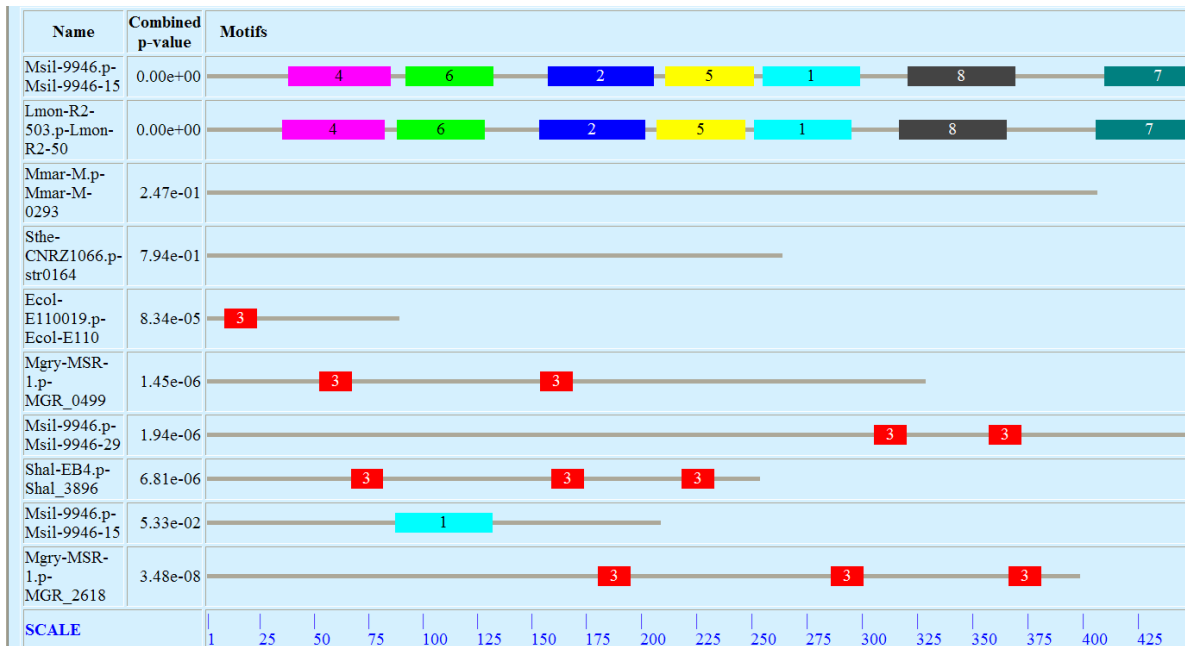 Name Combined p-value Motifs
Msil-9946.p-
Msil-9946-15 0.00e+00 4 6 2 5 1 8 7
Lmon-R2-
503.p-Lmon-
R2-50 0.00e+00 4 6 2 5 1 8 7
Mmar-M.p-
Mmar-M-
0293 2.47e-01
Sthe-
CNRZ1066.p-
str0164 7.94e-01
Ecol-
E110019.p-
Ecol-E110 8.34e-05 3
Mgry-MSR-
1.p-
MGR_0499 1.45e-06 3 3
Msil-9946.p-
Msil-9946-29 1.94e-06 3 3
Shal-EB4.p-
Shal_3896 6.81e-06 3 3 3
Msil-9946.p-
Msil-9946-15 5.33e-02 1
Mgry-MSR-
1.p-
MGR_2618 3.48e-08 3 3 3
SCALE 1 25 50 75 100 125 150 175 200 225 250 275 300 325 350 375 400 425